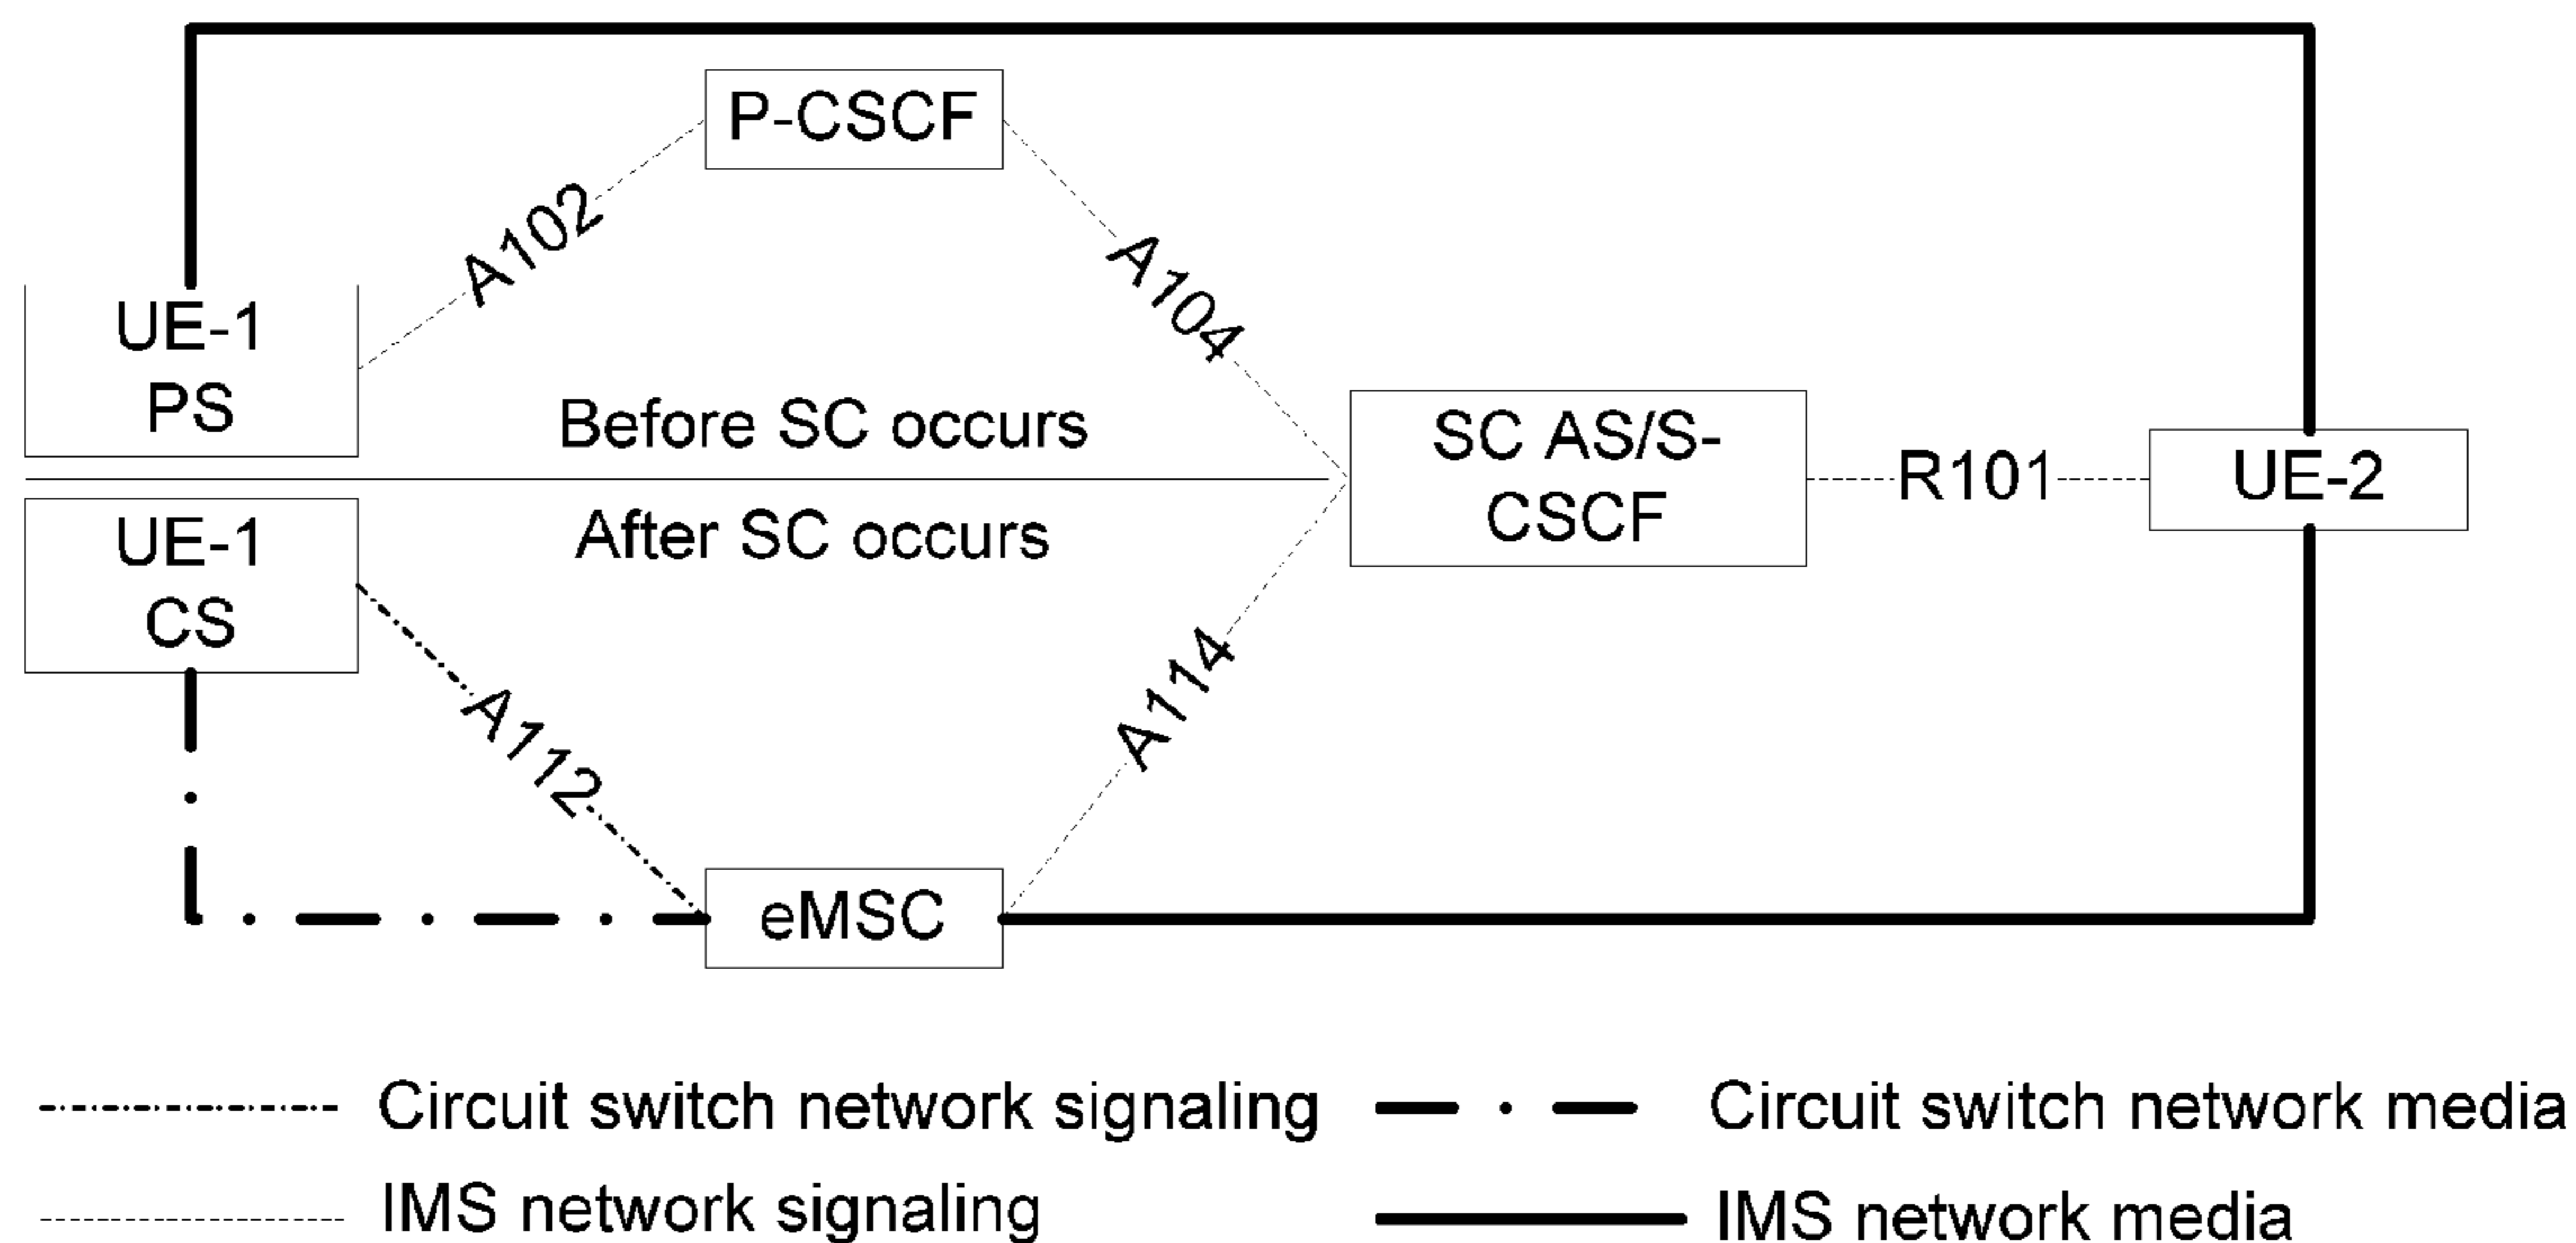 P-CSCF
A102
A104
UE-1
PS
Before SC occurs
SC AS/S-
CSCF
R101
UE-2
After SC occurs
UE-1
CS
A112
A114
eMSC
Circuit switch network signaling
Circuit switch network media
IMS network signaling
IMS network media